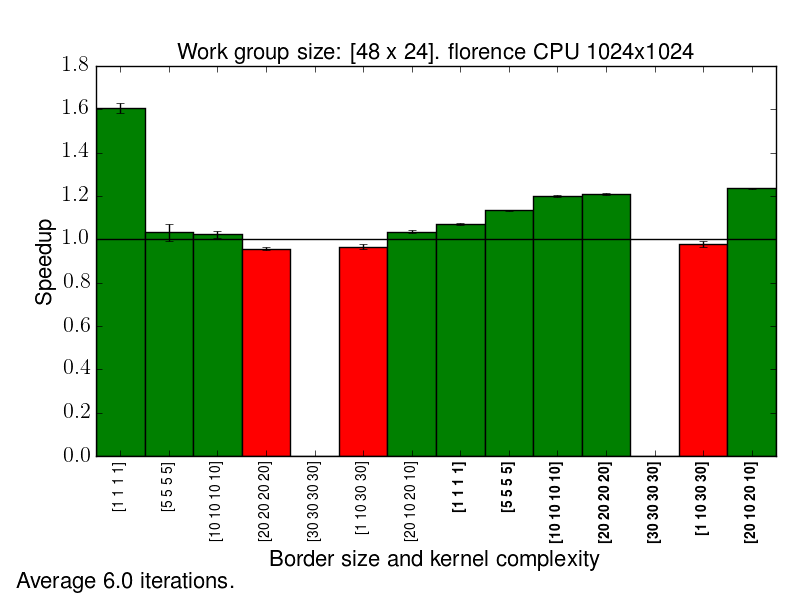 Work group size: [48 x 24]. florence CPU 1024x1024
Speedup
1.8
1.6
1.4
1.2
1.0
0.8
0.6
0.4
0.2
0.0
[1 1 1 1]
[5 5 5 5]
[10 10 10 10]
[20 20 20 20]
[30 30 30 30]
[1 10 30 30]
[20 10 20 10]
[1 1 1 1]
[5 5 5 5]
[10 10 10 10]
[20 20 20 20]
[30 30 30 30]
[1 10 30 30]
[20 10 20 10]
Border size and kernel complexity
Average 6.0 iterations.